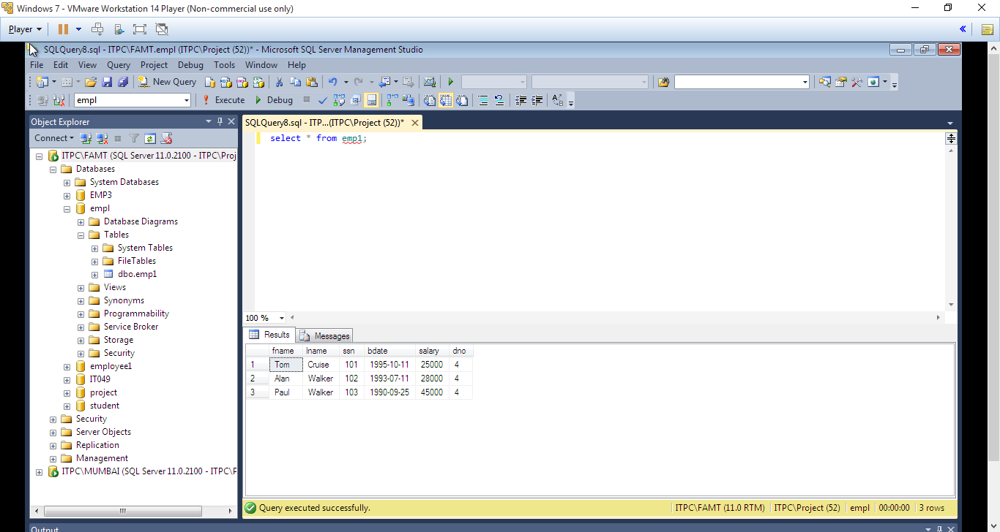 Windows 7 - VMware Workstation 14 Player (Non-commercial use only)
Player
SQLQuery8.sql - ITPC\FAMT.empl (ITPC\Project (52))* - Microsoft SQL Server Management Studio
File Edit View Query Project Debug Tools Window Help
New Query
empl Execute Debug
Object Explorer
Connect
ITPC\FAMT (SQL Server 11.0.2100 - ITPC\Proj
Databases
System Databases
EMP3
empl
Database Diagrams
Tables
System Tables
FileTables
dbo.emp1
Views
Synonyms
Programmability
Service Broker
Storage
Security
employee1
IT049
project
student
Security
Server Objects
Replication
Management
ITPC\MUMBAI (SQL Server 11.0.2100 - ITPC\P
SQLQuery8.sql - ITP...(ITPC\Project (52))*
select * from emp1;
100 %
Results Messages
fname lname ssn bdate salary dno
1 Tom Cruise 101 1995-10-11 25000 4
2 Alan Walker 102 1993-07-11 28000 4
3 Paul Walker 103 1990-09-25 45000 4
Query executed successfully. ITPC\FAMT (11.0 RTM) ITPC\Project (52) empl 00:00:00 3 rows
Output